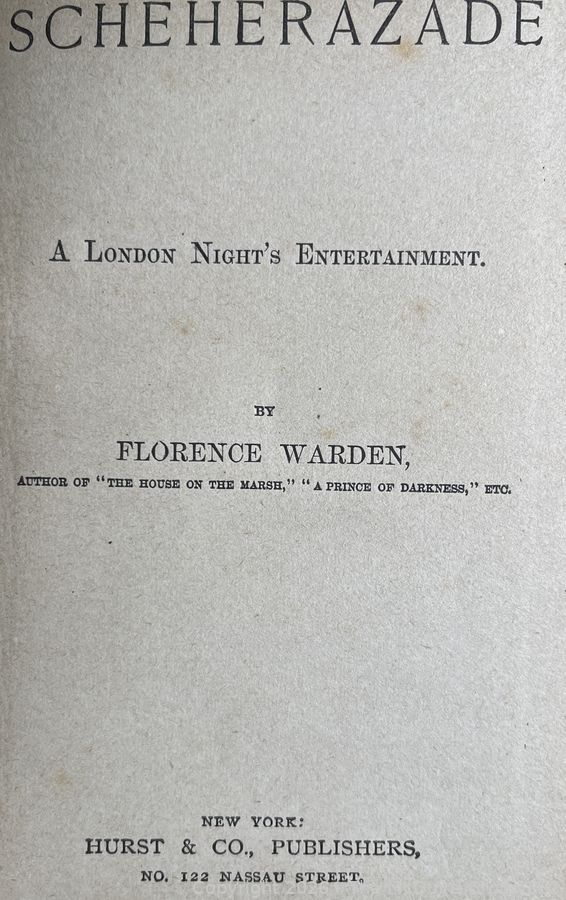 SCHEHERAZADE
A LONDON NIGHT'S ENTERTAINMENT.
BY
FLORENCE WARDEN,
AUTHOR OF "THE HOUSE ON THE MARSH," "A PRINCE OF DARKNESS," ETC.
NEW YORK:
HURST & CO., PUBLISHERS,
NO. 122 NASSAU STREET.